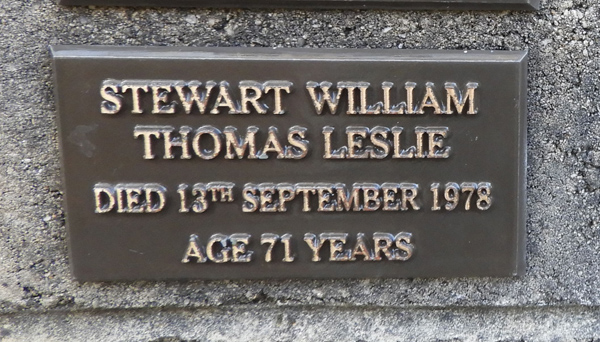 STEWART WILLIAM
THOMAS LESLIE
DIED 13TH SEPTEMBER 1978
AGE 71 YEARS